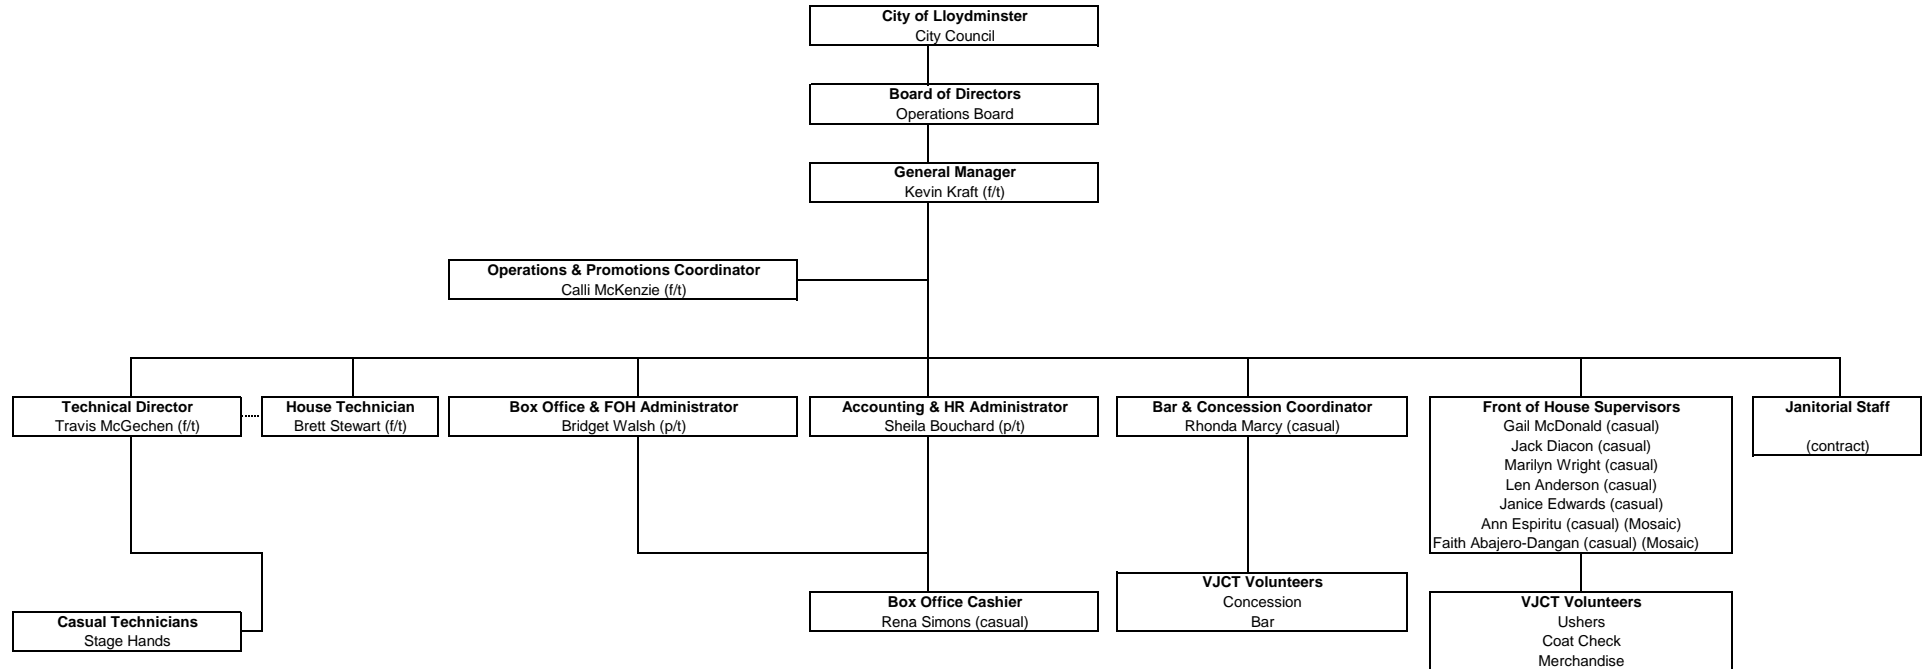 City of Lloydminster
City Council
Board of Directors
Operations Board
General Manager
Kevin Kraft (f/t)
Operations & Promotions Coordinator
Calli McKenzie (f/t)
Technical Director
Travis McGechen (f/t)
House Technician
Brett Stewart (f/t)
Box Office & FOH Administrator
Bridget Walsh (p/t)
Accounting & HR Administrator
Sheila Bouchard (p/t)
Bar & Concession Coordinator
Rhonda Marcy (casual)
Front of House Supervisors
Gail McDonald (casual)
Jack Diacon (casual)
Marilyn Wright (casual)
Len Anderson (casual)
Janice Edwards (casual)
Ann Espiritu (casual) (Mosaic)
Faith Abajero-Dangan (casual) (Mosaic)
Janitorial Staff
(contract)
Casual Technicians
Stage Hands
Box Office Cashier
Rena Simons (casual)
VJCT Volunteers
Concession
Bar
VJCT Volunteers
Ushers
Coat Check
Merchandise